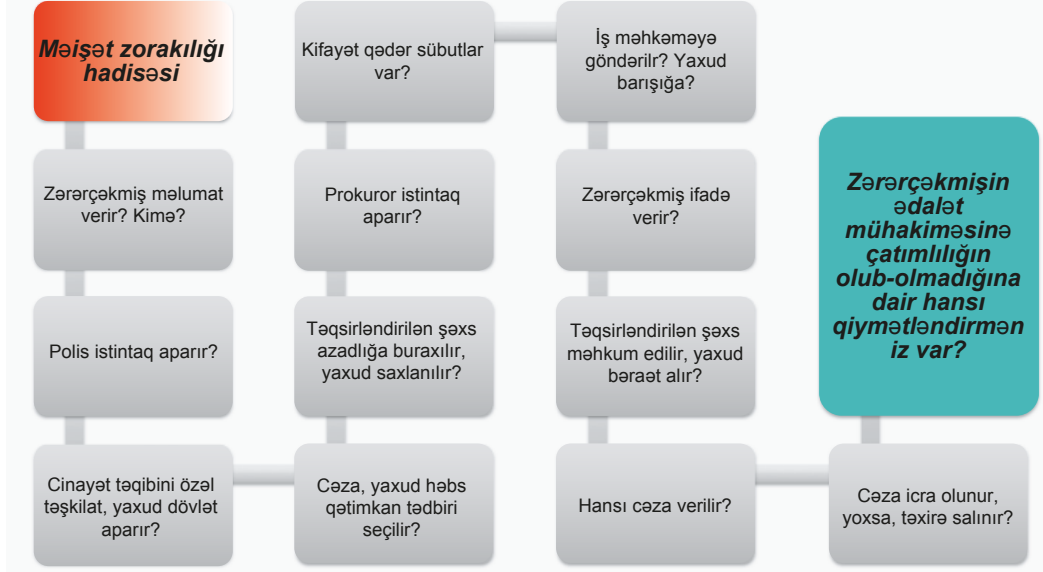 Məişət zorakılığı
hadisəsi
Zərərçəkmiş məlumat
verir? Kimə?
Polis istintaq aparır?
Cinayət təqibini özəl
təşkilat, yaxud dövlət
aparır?
Cəza, yaxud həbs
qətimkan tədbiri
seçilir?
Təqsirləndirilən şəxs
azadlığa buraxılır,
yaxud saxlanılır?
Prokuror istintaq
aparır?
Kifayət qədər sübutlar
var?
İş məhkəməyə
göndərilr? Yaxud
barışığa?
Zərərçəkmiş ifadə
verir?
Təqsirləndirilən şəxs
məhkum edilir, yaxud
bəraət alır?
Hansı cəza verilir?
Cəza icra olunur,
yoxsa, təxirə salınır?
Zərərçəkmişin
ədalət
mühakiməsinə
çatımlılığın
olub-olmadığına
dair hansı
qiymətləndirmən
iz var?